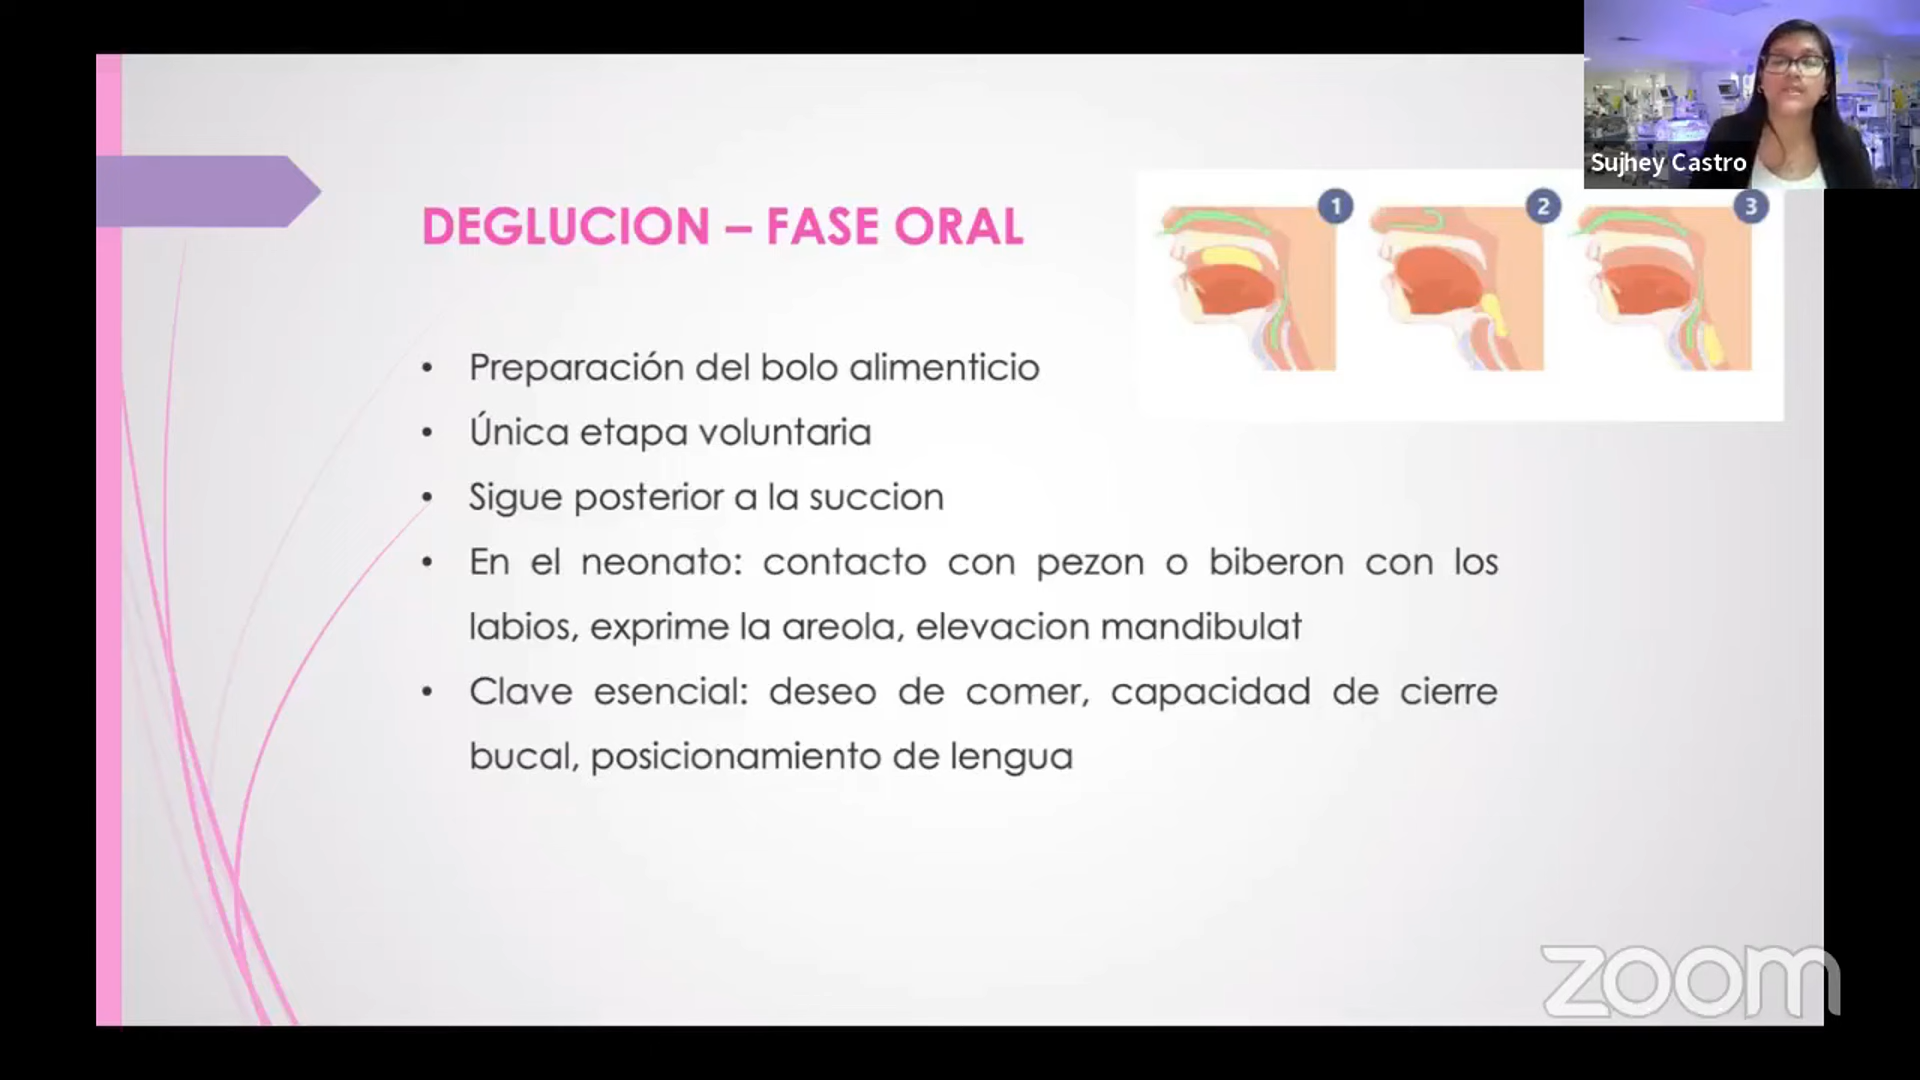 Sujhey Castro
DEGLUCION – FASE ORAL
1 2 3
• Preparación del bolo alimenticio
• Única etapa voluntaria
• Sigue posterior a la succion
• En el neonato: contacto con pezon o biberon con los
labios, exprime la areola, elevacion mandibulat
• Clave esencial: deseo de comer, capacidad de cierre
bucal, posicionamiento de lengua
zoom